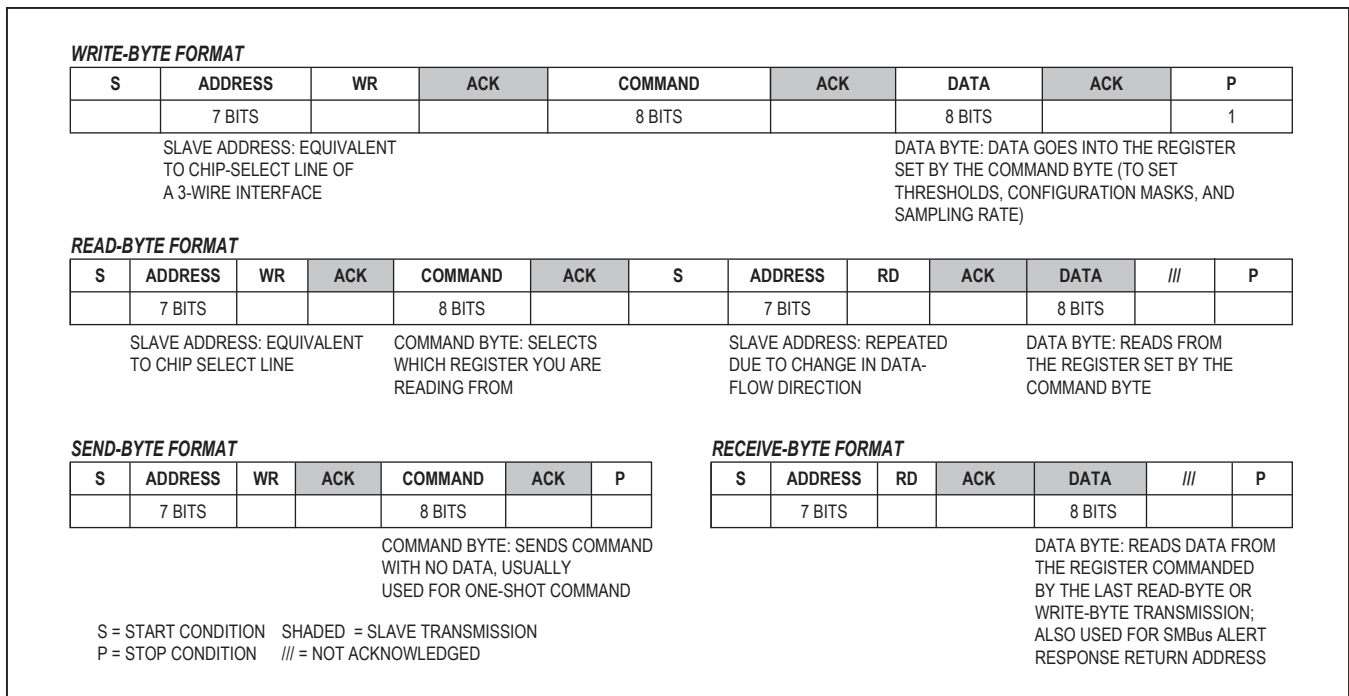 WRITE-BYTE FORMAT
S ADDRESS WR ACK COMMAND ACK DATA ACK P
7 BITS 8 BITS 8 BITS 1
SLAVE ADDRESS: EQUIVALENT
TO CHIP-SELECT LINE OF
A 3-WIRE INTERFACE
DATA BYTE: DATA GOES INTO THE REGISTER
SET BY THE COMMAND BYTE (TO SET
THRESHOLDS, CONFIGURATION MASKS, AND
SAMPLING RATE)
READ-BYTE FORMAT
S ADDRESS WR ACK COMMAND ACK S ADDRESS RD ACK DATA /// P
7 BITS 8 BITS 7 BITS 8 BITS
SLAVE ADDRESS: EQUIVALENT
TO CHIP SELECT LINE
COMMAND BYTE: SELECTS
WHICH REGISTER YOU ARE
READING FROM
SLAVE ADDRESS: REPEATED
DUE TO CHANGE IN DATA-
FLOW DIRECTION
DATA BYTE: READS FROM
THE REGISTER SET BY THE
COMMAND BYTE
SEND-BYTE FORMAT
S ADDRESS WR ACK COMMAND ACK P
7 BITS 8 BITS
COMMAND BYTE: SENDS COMMAND
WITH NO DATA, USUALLY
USED FOR ONE-SHOT COMMAND
RECEIVE-BYTE FORMAT
S ADDRESS RD ACK DATA /// P
7 BITS 8 BITS
DATA BYTE: READS DATA FROM
THE REGISTER COMMANDED
BY THE LAST READ-BYTE OR
WRITE-BYTE TRANSMISSION;
ALSO USED FOR SMBus ALERT
RESPONSE RETURN ADDRESS
S = START CONDITION SHADED = SLAVE TRANSMISSION
P = STOP CONDITION /// = NOT ACKNOWLEDGED